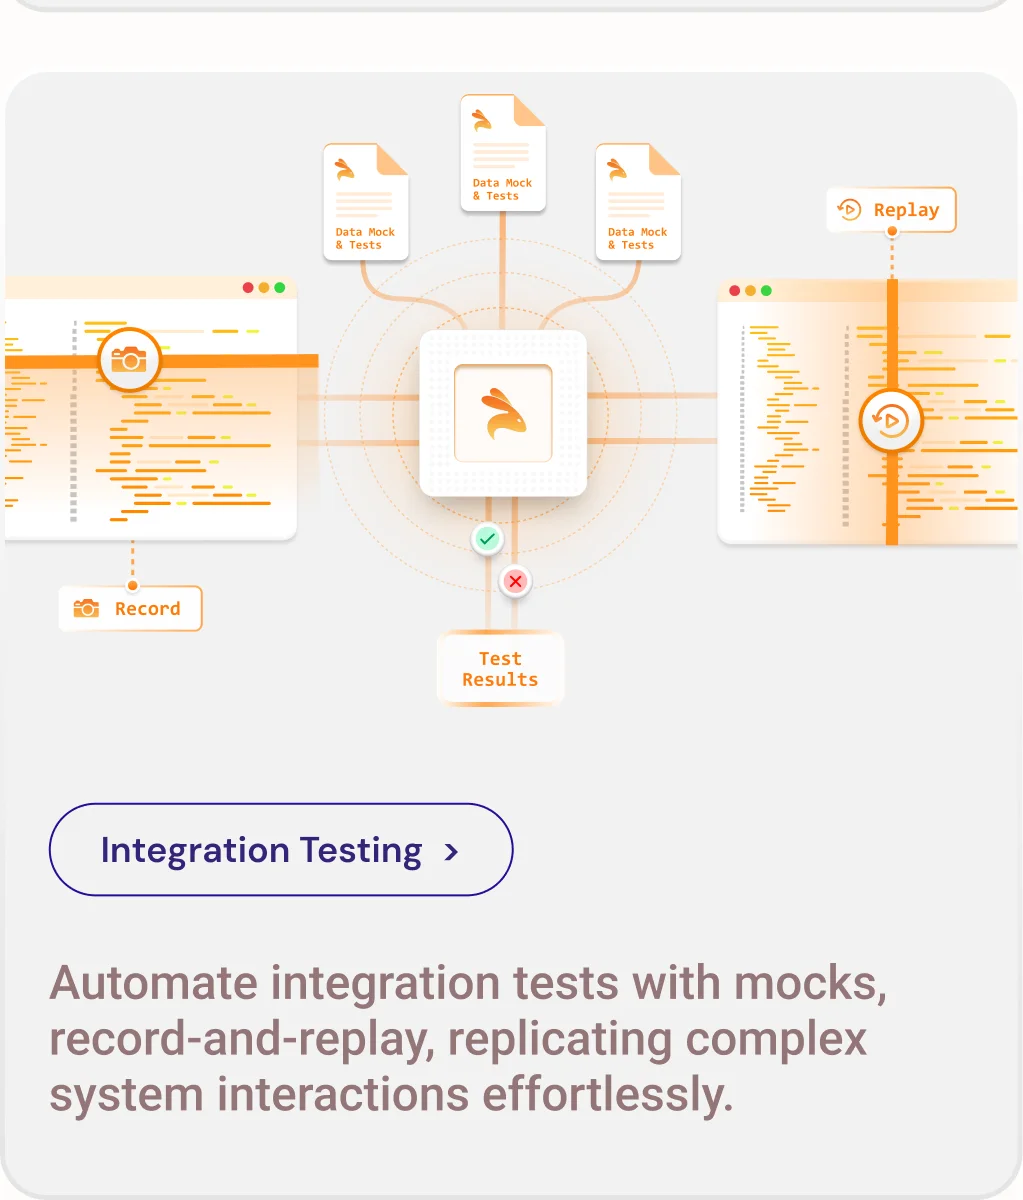 Data Mock
& Tests
Data Mock
& Tests
Data Mock
& Tests
Replay
Record
Test
Results
Integration Testing >
Automate integration tests with mocks,
record-and-replay, replicating complex
system interactions effortlessly.